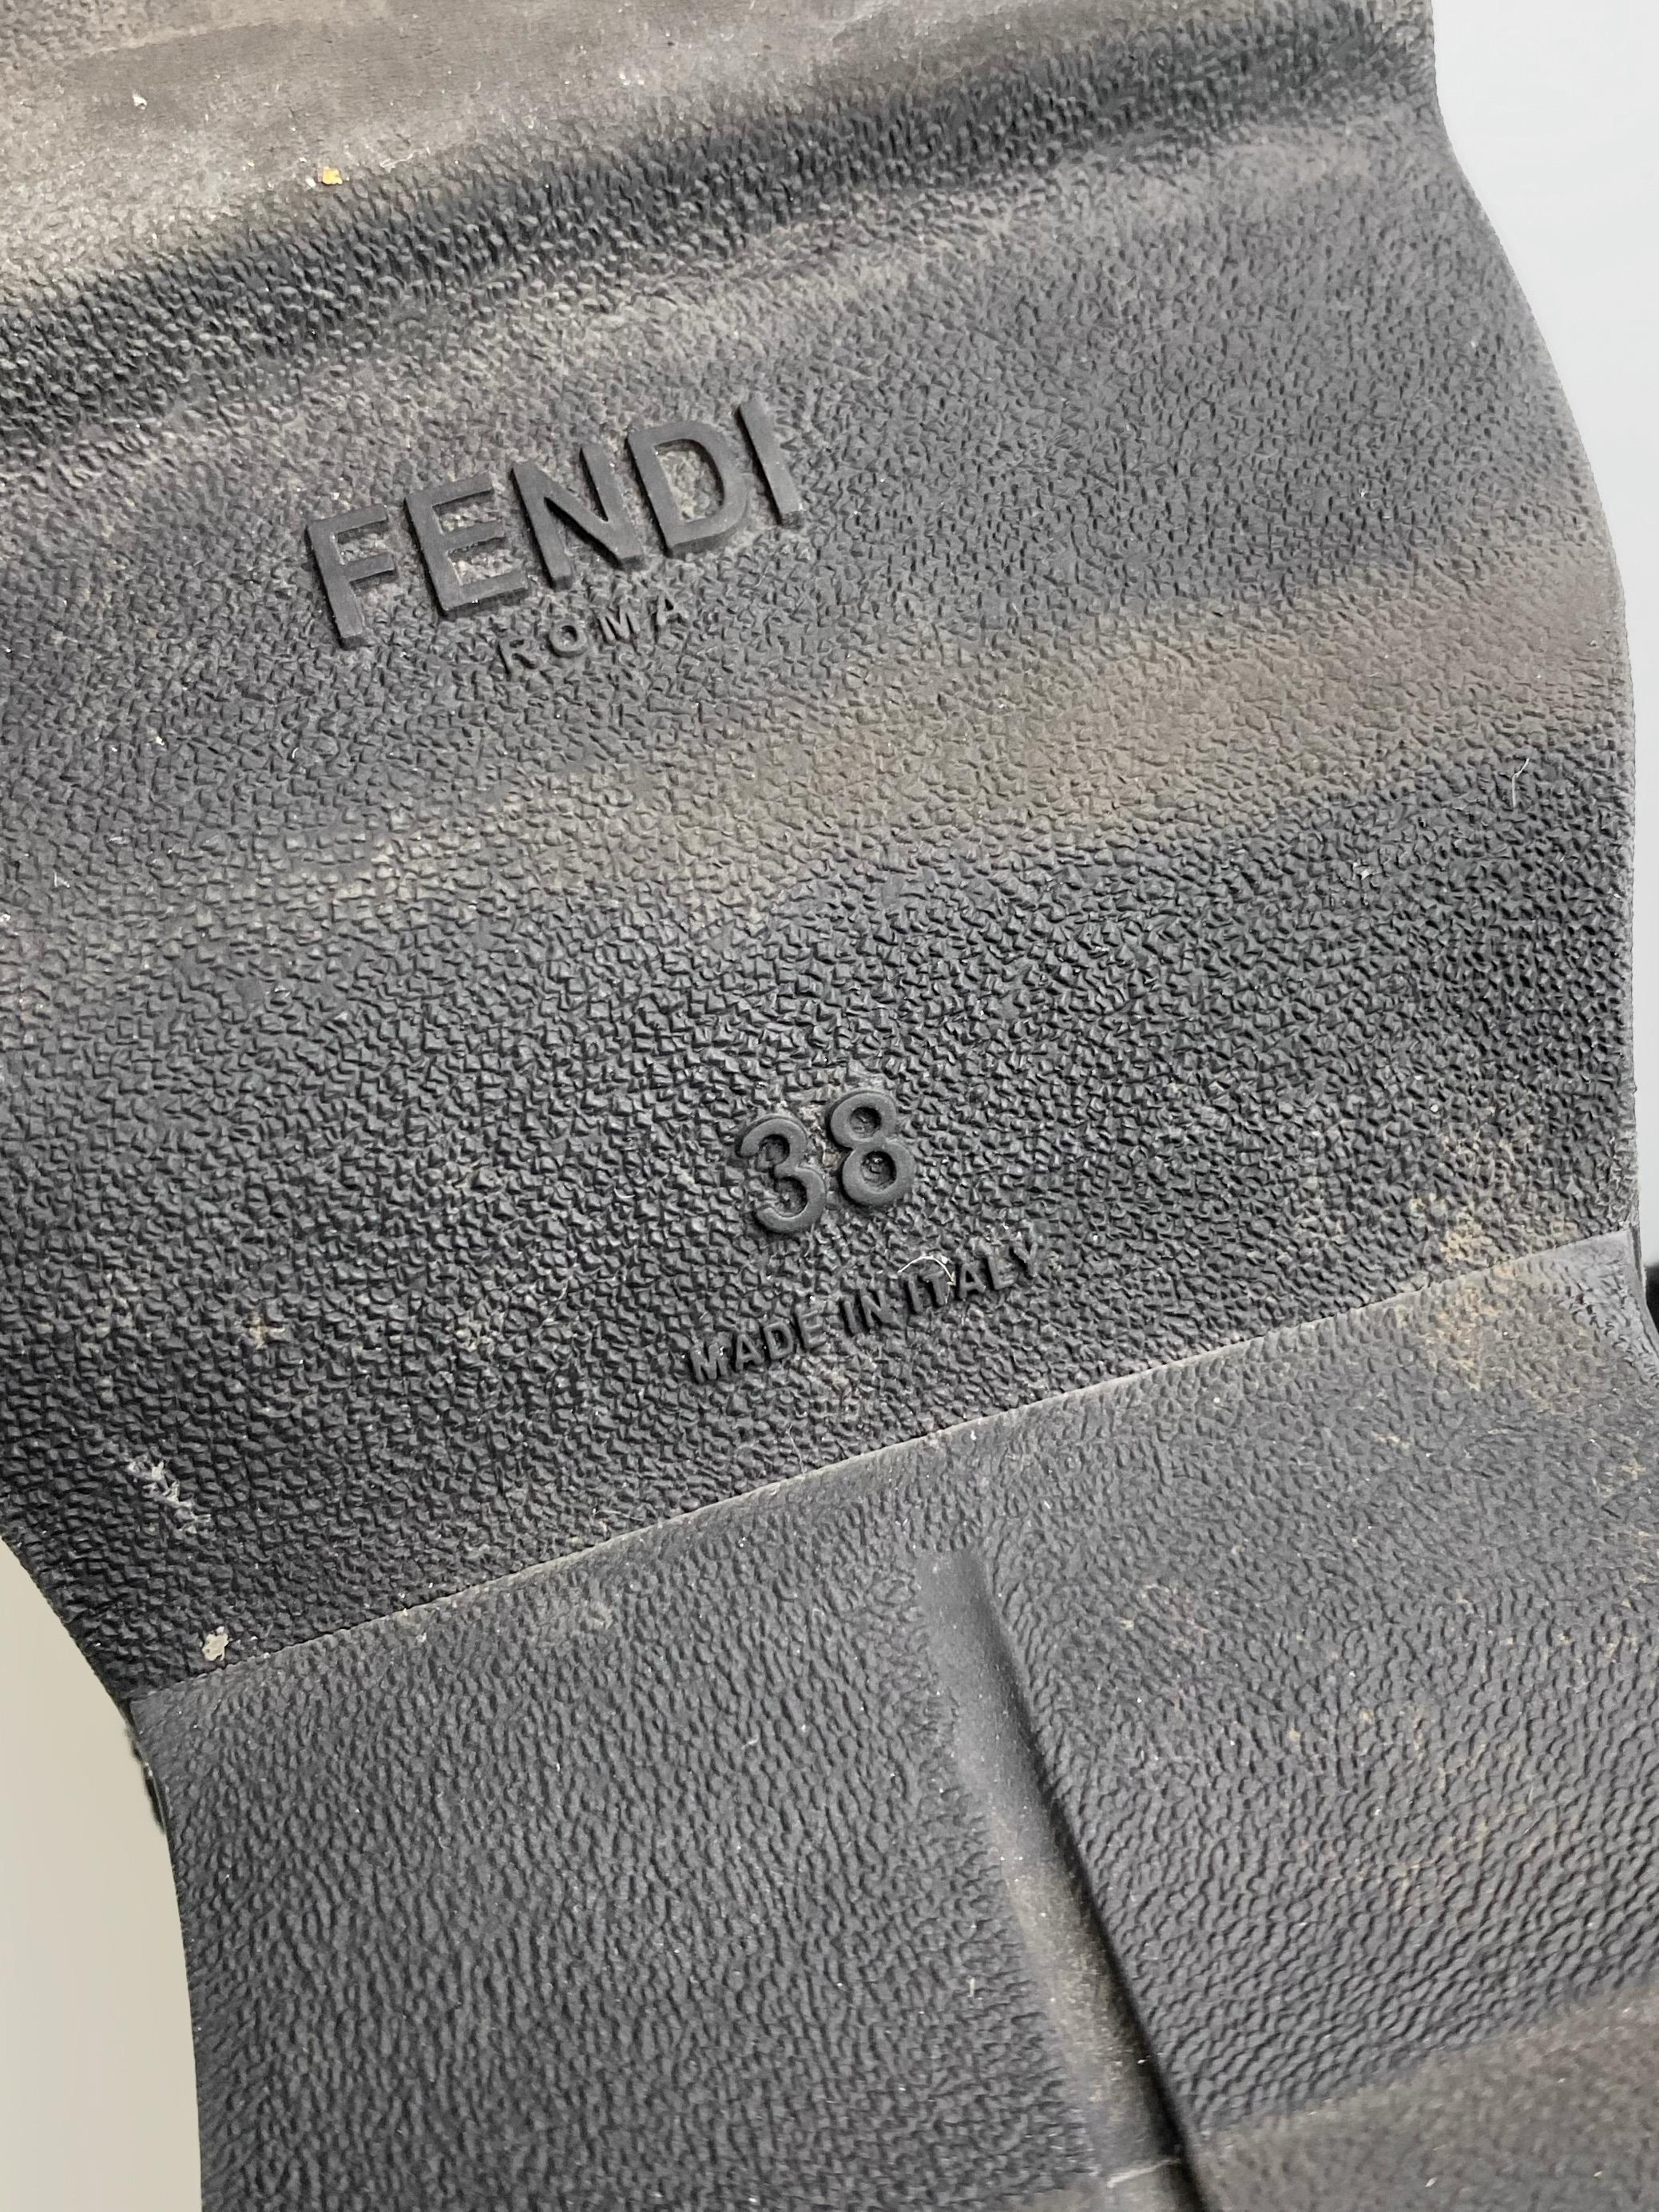 FENDI
ROMA
38
MADE IN ITALY